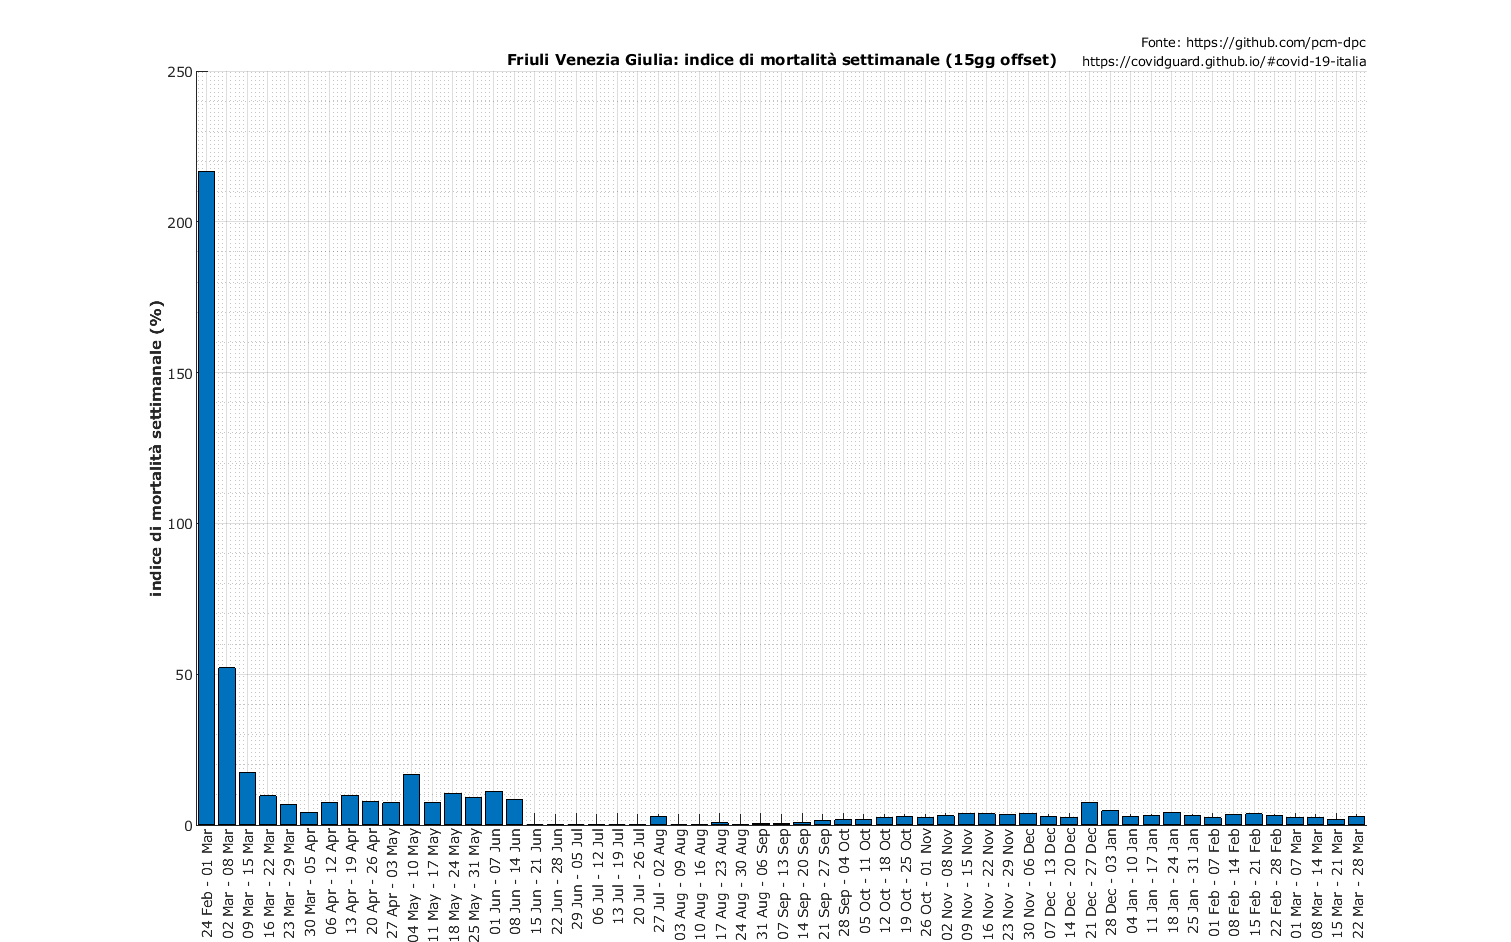 Fonte: https://github.com/pcm-dpc
Friuli Venezia Giulia: indice di mortalità settimanale (15gg offset)
https://covidguard.github.io/#covid-19-italia
indice di mortalità settimanale (%)
250
200
150
100
50
0
24 Feb - 01 Mar
02 Mar - 08 Mar
09 Mar - 15 Mar
16 Mar - 22 Mar
23 Mar - 29 Mar
30 Mar - 05 Apr
06 Apr - 12 Apr
13 Apr - 19 Apr
20 Apr - 26 Apr
27 Apr - 03 May
04 May - 10 May
11 May - 17 May
18 May - 24 May
25 May - 31 May
01 Jun - 07 Jun
08 Jun - 14 Jun
15 Jun - 21 Jun
22 Jun - 28 Jun
29 Jun - 05 Jul
06 Jul - 12 Jul
13 Jul - 19 Jul
20 Jul - 26 Jul
27 Jul - 02 Aug
03 Aug - 09 Aug
10 Aug - 16 Aug
17 Aug - 23 Aug
24 Aug - 30 Aug
31 Aug - 06 Sep
07 Sep - 13 Sep
14 Sep - 20 Sep
21 Sep - 27 Sep
28 Sep - 04 Oct
05 Oct - 11 Oct
12 Oct - 18 Oct
19 Oct - 25 Oct
26 Oct - 01 Nov
02 Nov - 08 Nov
09 Nov - 15 Nov
16 Nov - 22 Nov
23 Nov - 29 Nov
30 Nov - 06 Dec
07 Dec - 13 Dec
14 Dec - 20 Dec
21 Dec - 27 Dec
28 Dec - 03 Jan
04 Jan - 10 Jan
11 Jan - 17 Jan
18 Jan - 24 Jan
25 Jan - 31 Jan
01 Feb - 07 Feb
08 Feb - 14 Feb
15 Feb - 21 Feb
22 Feb - 28 Feb
01 Mar - 07 Mar
08 Mar - 14 Mar
15 Mar - 21 Mar
22 Mar - 28 Mar